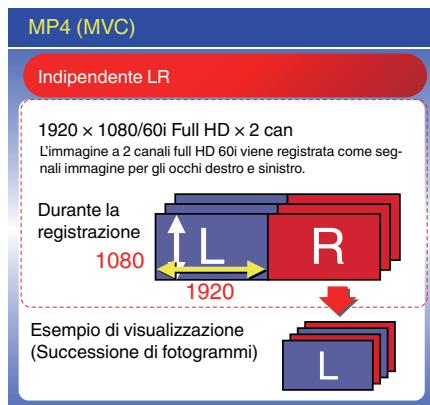 MP4 (MVC)
Indipendente LR
1920 × 1080/60i Full HD × 2 can
L'immagine a 2 canali full HD 60i viene registrata come seg-
nali immagine per gli occhi destro e sinistro.
Durante la
registrazione
L
R
1080
1920
Esempio di visualizzazione
(Successione di fotogrammi)
L